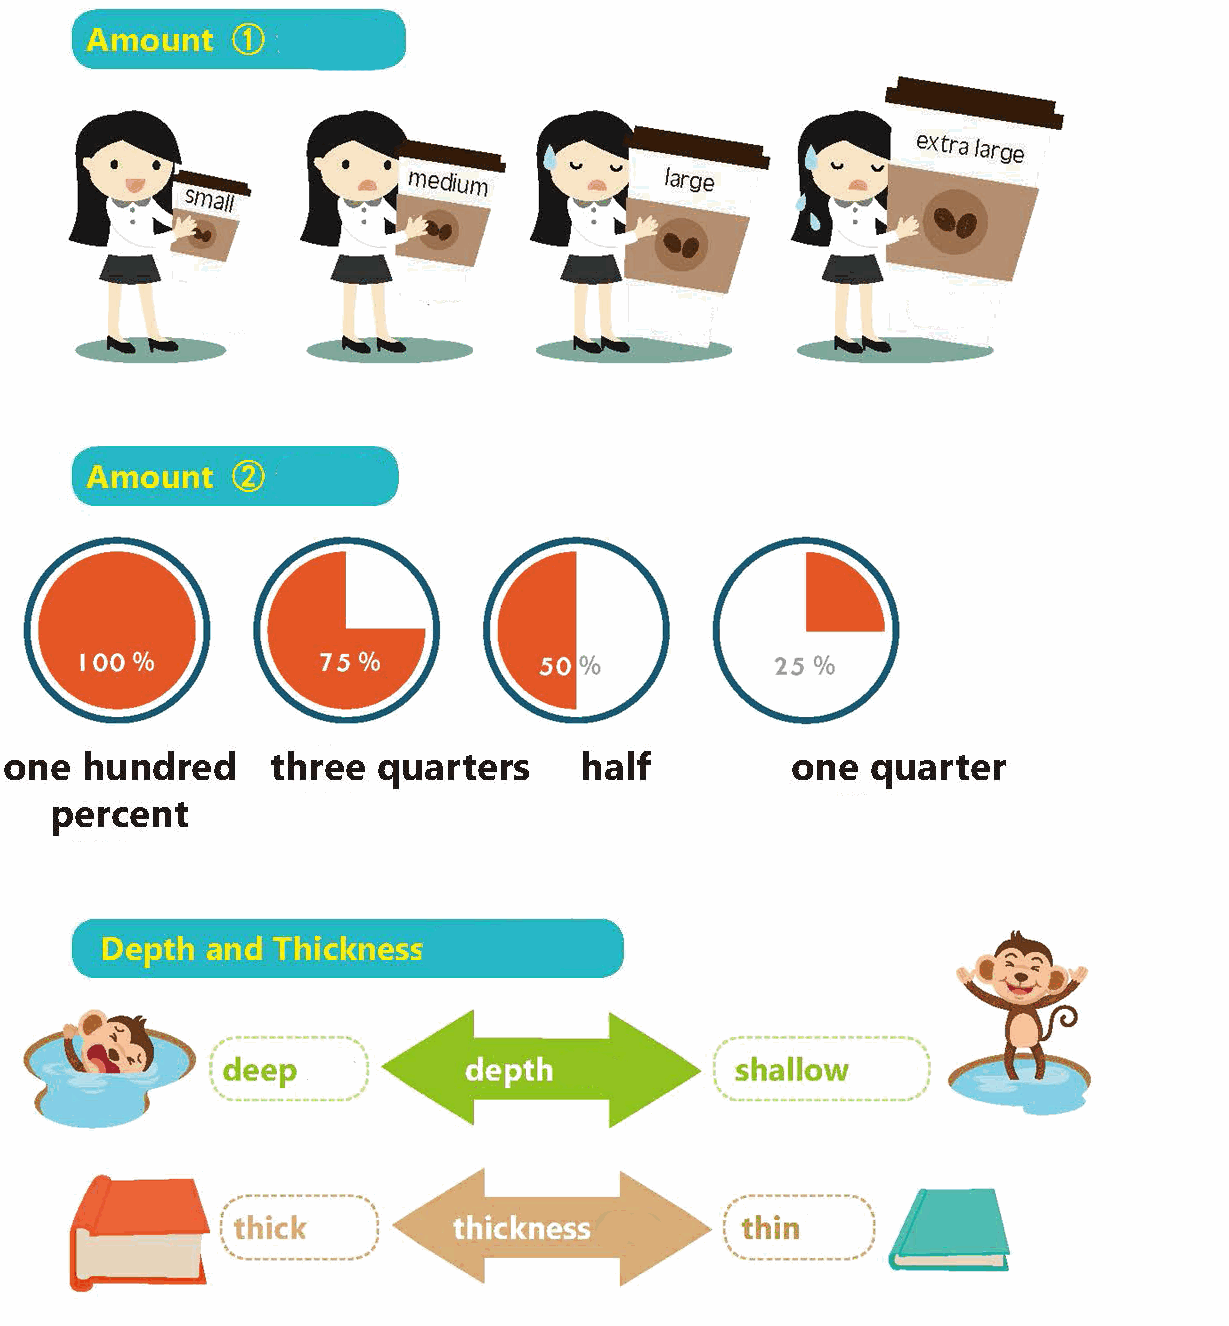 Amount ①
small
medium
large
extra large
Amount ②
100 %
75 %
50 %
25 %
one hundred percent
three quarters
half
one quarter
Depth and Thickness
deep
depth
shallow
thick
thickness
thin